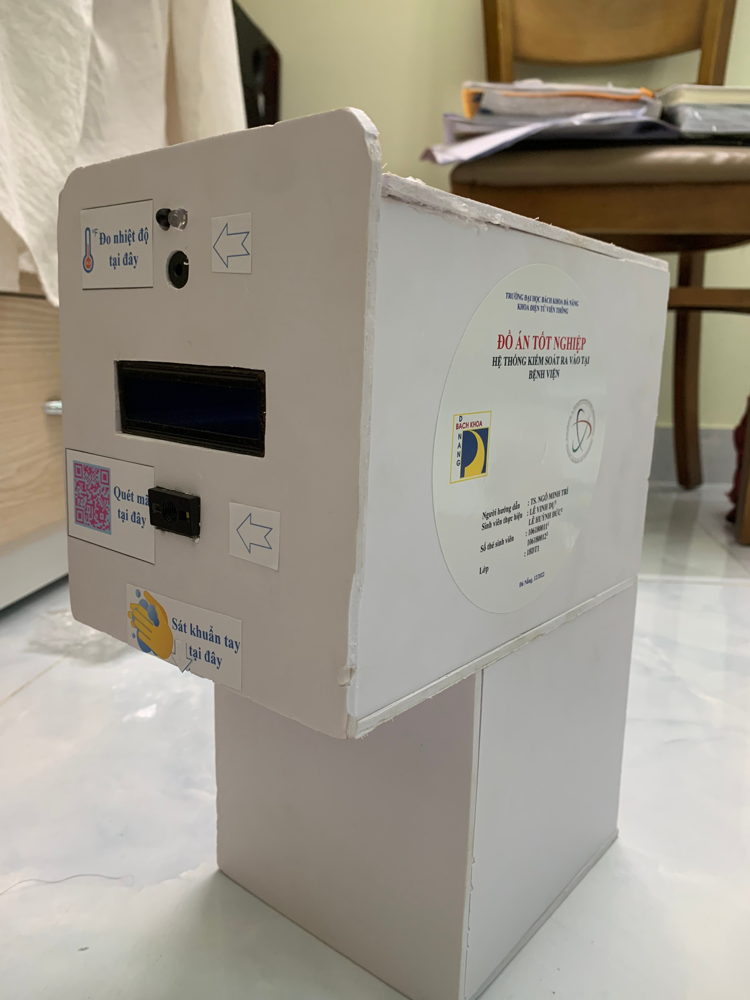 °F
Đo nhiệt độ
tại đây
Quét mã
tại đây
Sát khuẩn tay
tại đây
TRƯỜNG ĐẠI HỌC BÁCH KHOA ĐÀ NẴNG
KHOA ĐIỆN TỬ VIỄN THÔNG
ĐỒ ÁN TỐT NGHIỆP
HỆ THỐNG KIỂM SOÁT RA VÀO TẠI
BỆNH VIỆN
DANANG
BACH KHOA
Người hướng dẫn : TS. NGÔ MINH TRÍ
Sinh viên thực hiện : LÊ VINH DỰ¹
LÊ HUỲNH ĐỨC²
Số thẻ sinh viên : 106180011¹
106180012²
Lớp : 18DT1
Đà Nẵng, 12/2022